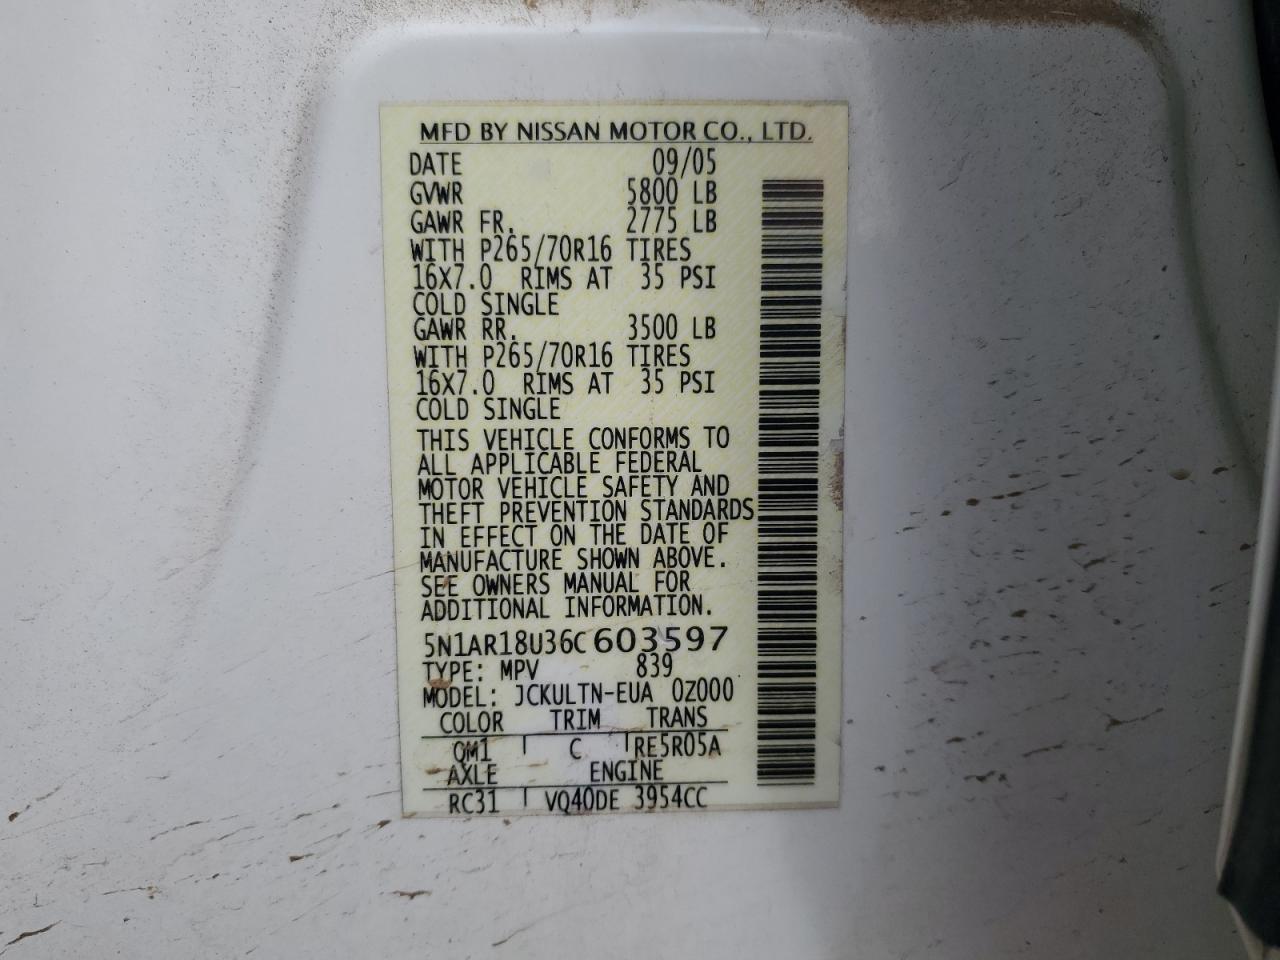 MFD BY NISSAN MOTOR CO., LTD.
DATE 09/05
GVWR 5800 LB
GAWR FR. 2775 LB
WITH P265/70R16 TIRES
16X7.0 RIMS AT 35 PSI
COLD SINGLE
GAWR RR. 3500 LB
WITH P265/70R16 TIRES
16X7.0 RIMS AT 35 PSI
COLD SINGLE
THIS VEHICLE CONFORMS TO
ALL APPLICABLE FEDERAL
MOTOR VEHICLE SAFETY AND
THEFT PREVENTION STANDARDS
IN EFFECT ON THE DATE OF
MANUFACTURE SHOWN ABOVE.
SEE OWNERS MANUAL FOR
ADDITIONAL INFORMATION.
5N1AR18U36C603597
TYPE: MPV 839
MODEL: JCKULTN-EUA 0Z000
COLOR TRIM TRANS
QM1 C RE5R05A
AXLE ENGINE
RC31 VQ40DE 3954CC